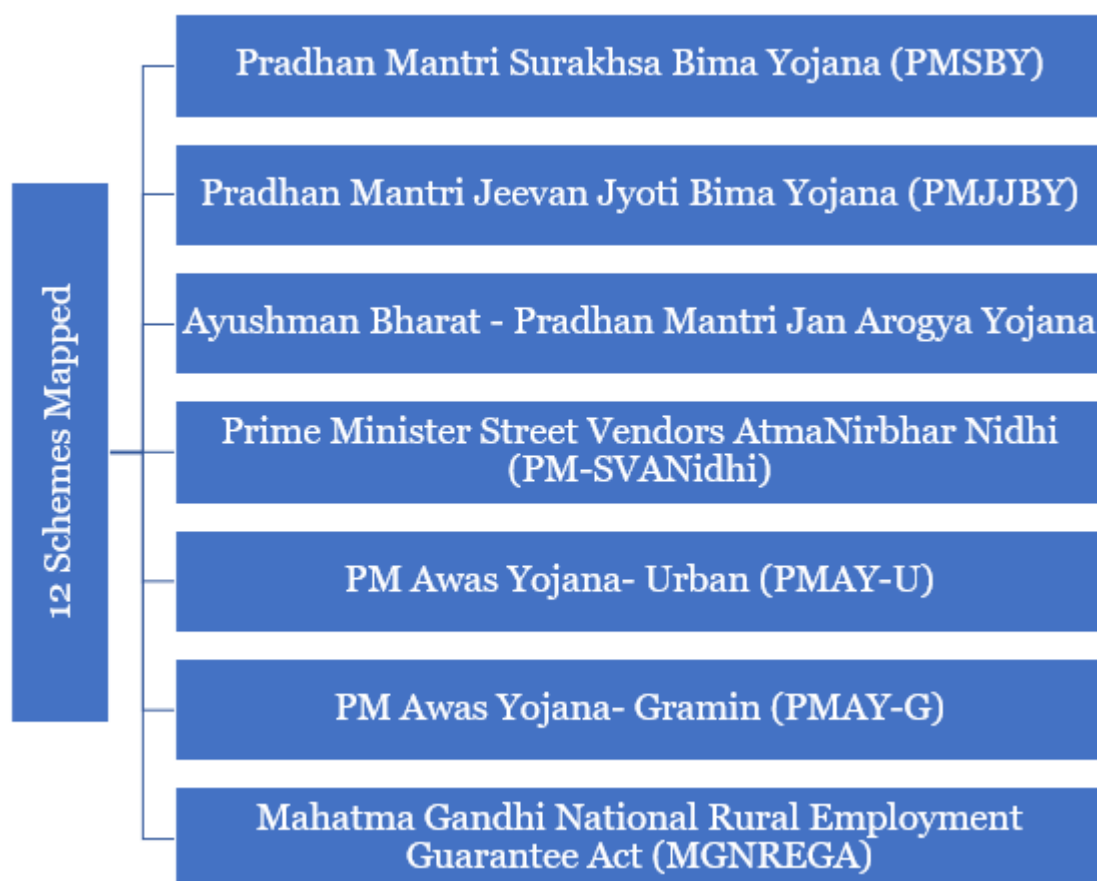 12 Schemes Mapped
Pradhan Mantri Surakhsa Bima Yojana (PMSBY)
Pradhan Mantri Jeevan Jyoti Bima Yojana (PMJJBY)
Ayushman Bharat - Pradhan Mantri Jan Arogya Yojana
Prime Minister Street Vendors AtmaNirbhar Nidhi
(PM-SVANidhi)
PM Awas Yojana- Urban (PMAY-U)
PM Awas Yojana- Gramin (PMAY-G)
Mahatma Gandhi National Rural Employment
Guarantee Act (MGNREGA)